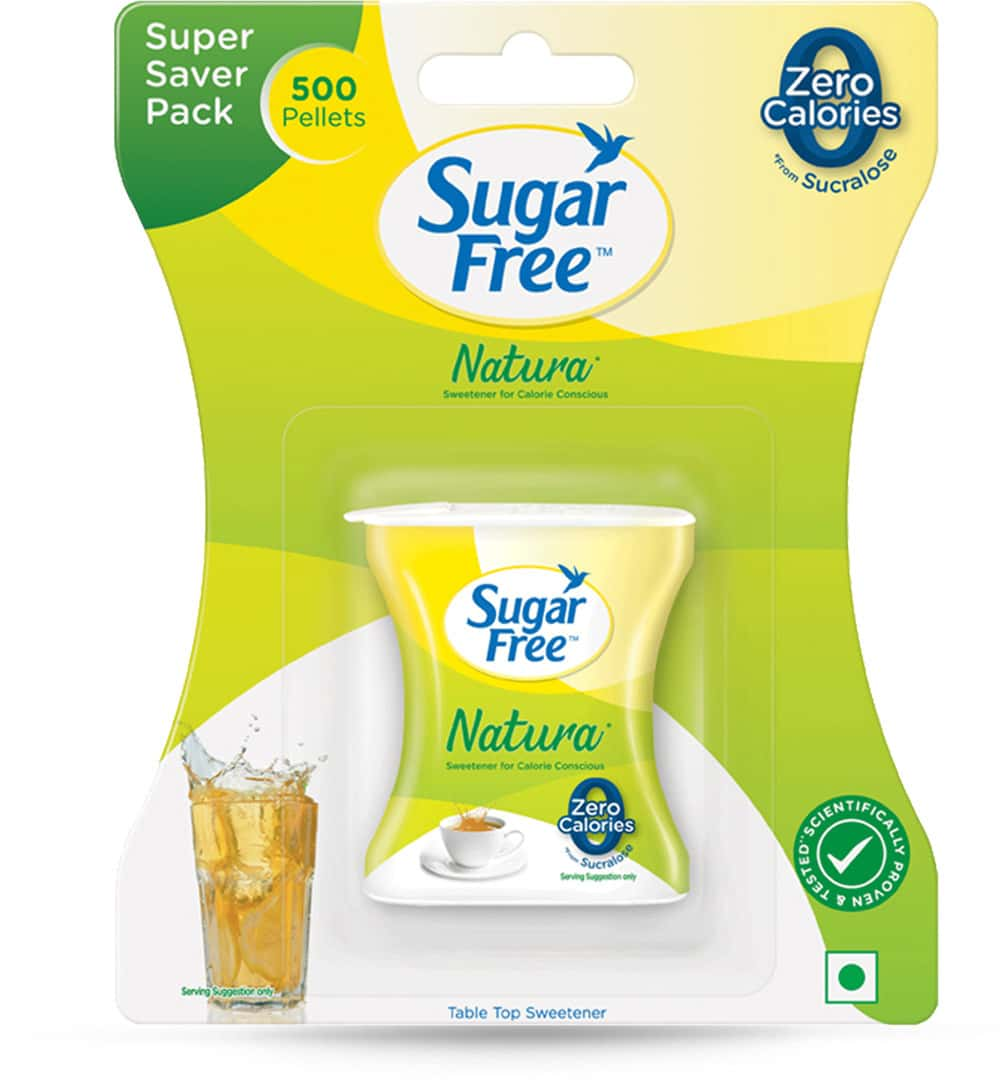 Super
Saver
Pack
500
Pellets
Zero
Calories
*From Sucralose
Sugar
Free™
Natura*
Sweetener for Calorie Conscious
Sugar
Free™
Natura*
Sweetener for Calorie Conscious
Zero
Calories
*From Sucralose
Serving Suggestion only
SCIENTIFICALLY
PROVEN & TESTED**
Serving Suggestion only
Table Top Sweetener